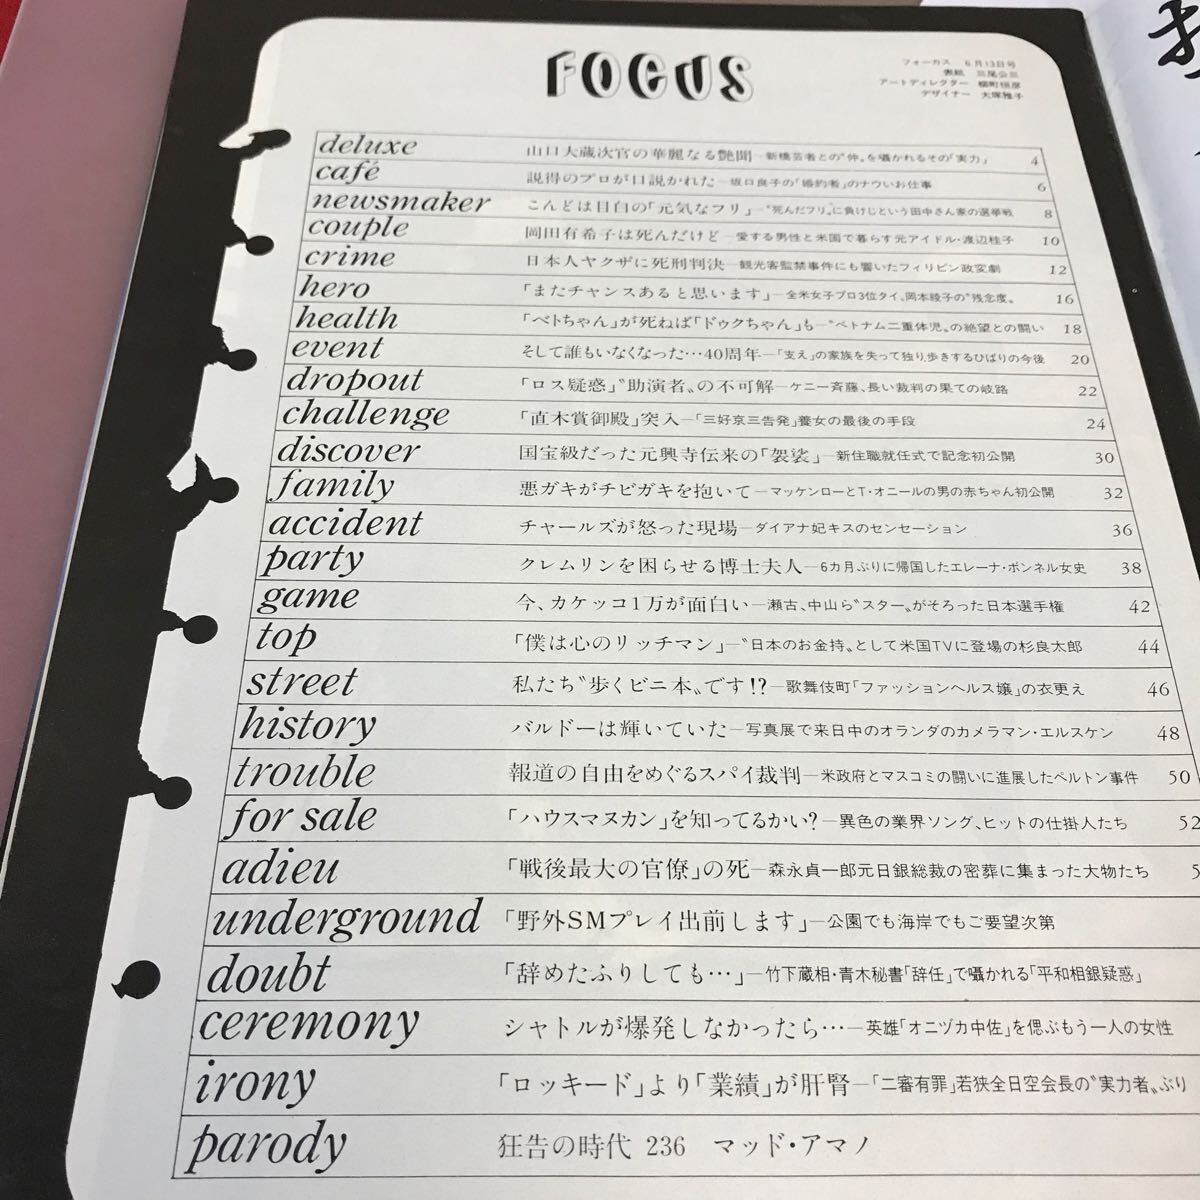 FOCUS
フォーカス 6月13日号
表紙 三尾公三
アートディレクター 柳町恒彦
デザイナー 大塚雅子
deluxe 山口大蔵次官の華麗なる艶聞—新橋芸者との〝仲〟を囁かれるその「実力」 4
café 説得のプロが口説かれた—坂口良子の「婚約者」のナウいお仕事 6
newsmaker こんどは目白の「元気なフリ」—〝死んだフリ〟に負けじという田中さん家の選挙戦 8
couple 岡田有希子は死んだけど—愛する男性と米国で暮らす元アイドル・渡辺桂子 10
crime 日本人ヤクザに死刑判決—観光客監禁事件にも響いたフィリピン政変劇 12
hero 「またチャンスあると思います」—全米女子プロ3位タイ、岡本綾子の〝残念度〟 16
health 「ベトちゃん」が死ねば「ドゥクちゃん」も—〝ベトナム二重体児〟の絶望との闘い 18
event そして誰もいなくなった…40周年—「支え」の家族を失って独り歩きするひばりの今後 20
dropout 「ロス疑惑」〝助演者〟の不可解—ケニー斉藤、長い裁判の果ての岐路 22
challenge 「直木賞御殿」突入—「三好京三告発」養女の最後の手段 24
discover 国宝級だった元興寺伝来の「袈裟」—新住職就任式で記念初公開 30
family 悪ガキがチビガキを抱いて—マッケンローとT・オニールの男の赤ちゃん初公開 32
accident チャールズが怒った現場—ダイアナ妃キスのセンセーション 36
party クレムリンを困らせる博士夫人—6カ月ぶりに帰国したエレーナ・ボンネル女史 38
game 今、カケッコ1万が面白い—瀬古、中山ら〝スター〟がそろった日本選手権 42
top 「僕は心のリッチマン」—〝日本のお金持〟として米国TVに登場の杉良太郎 44
street 私たち〝歩くビニ本〟です!?—歌舞伎町「ファッションヘルス嬢」の衣更え 46
history バルドーは輝いていた—写真展で来日中のオランダのカメラマン・エルスケン 48
trouble 報道の自由をめぐるスパイ裁判—米政府とマスコミの闘いに進展したペルトン事件 50
for sale 「ハウスマヌカン」を知ってるかい?—異色の業界ソング、ヒットの仕掛人たち 52
adieu 「戦後最大の官僚」の死—森永貞一郎元日銀総裁の密葬に集まった大物たち 5
underground 「野外SMプレイ出前します」—公園でも海岸でもご要望次第
doubt 「辞めたふりしても…」—竹下蔵相・青木秘書「辞任」で囁かれる「平和相銀疑惑」
ceremony シャトルが爆発しなかったら…—英雄「オニヅカ中佐」を偲ぶもう一人の女性
irony 「ロッキード」より「業績」が肝腎—「二審有罪」若狭全日空会長の〝実力者〟ぶり
parody 狂告の時代 236 マッド・アマノ